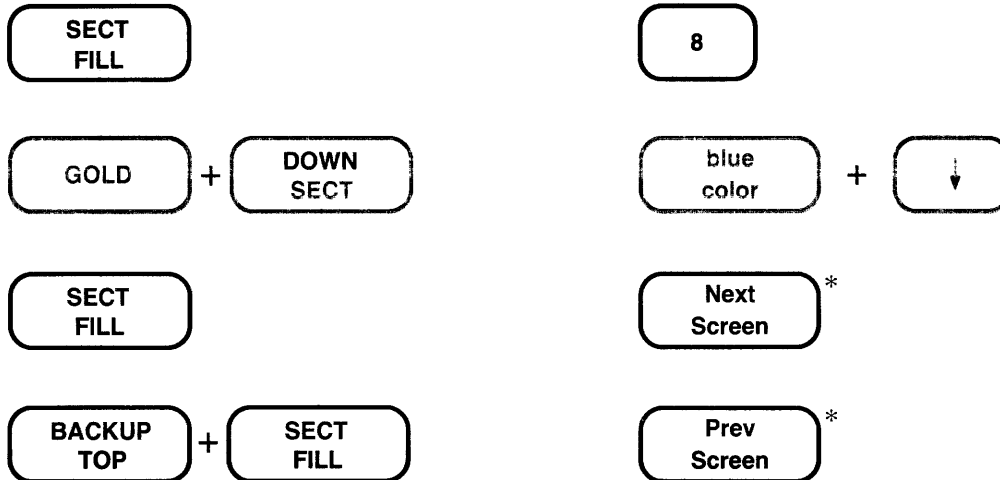 SECT
FILL
8
GOLD + DOWN
SECT
blue
color + ↓
SECT
FILL
Next
Screen *
BACKUP
TOP + SECT
FILL
Prev
Screen *